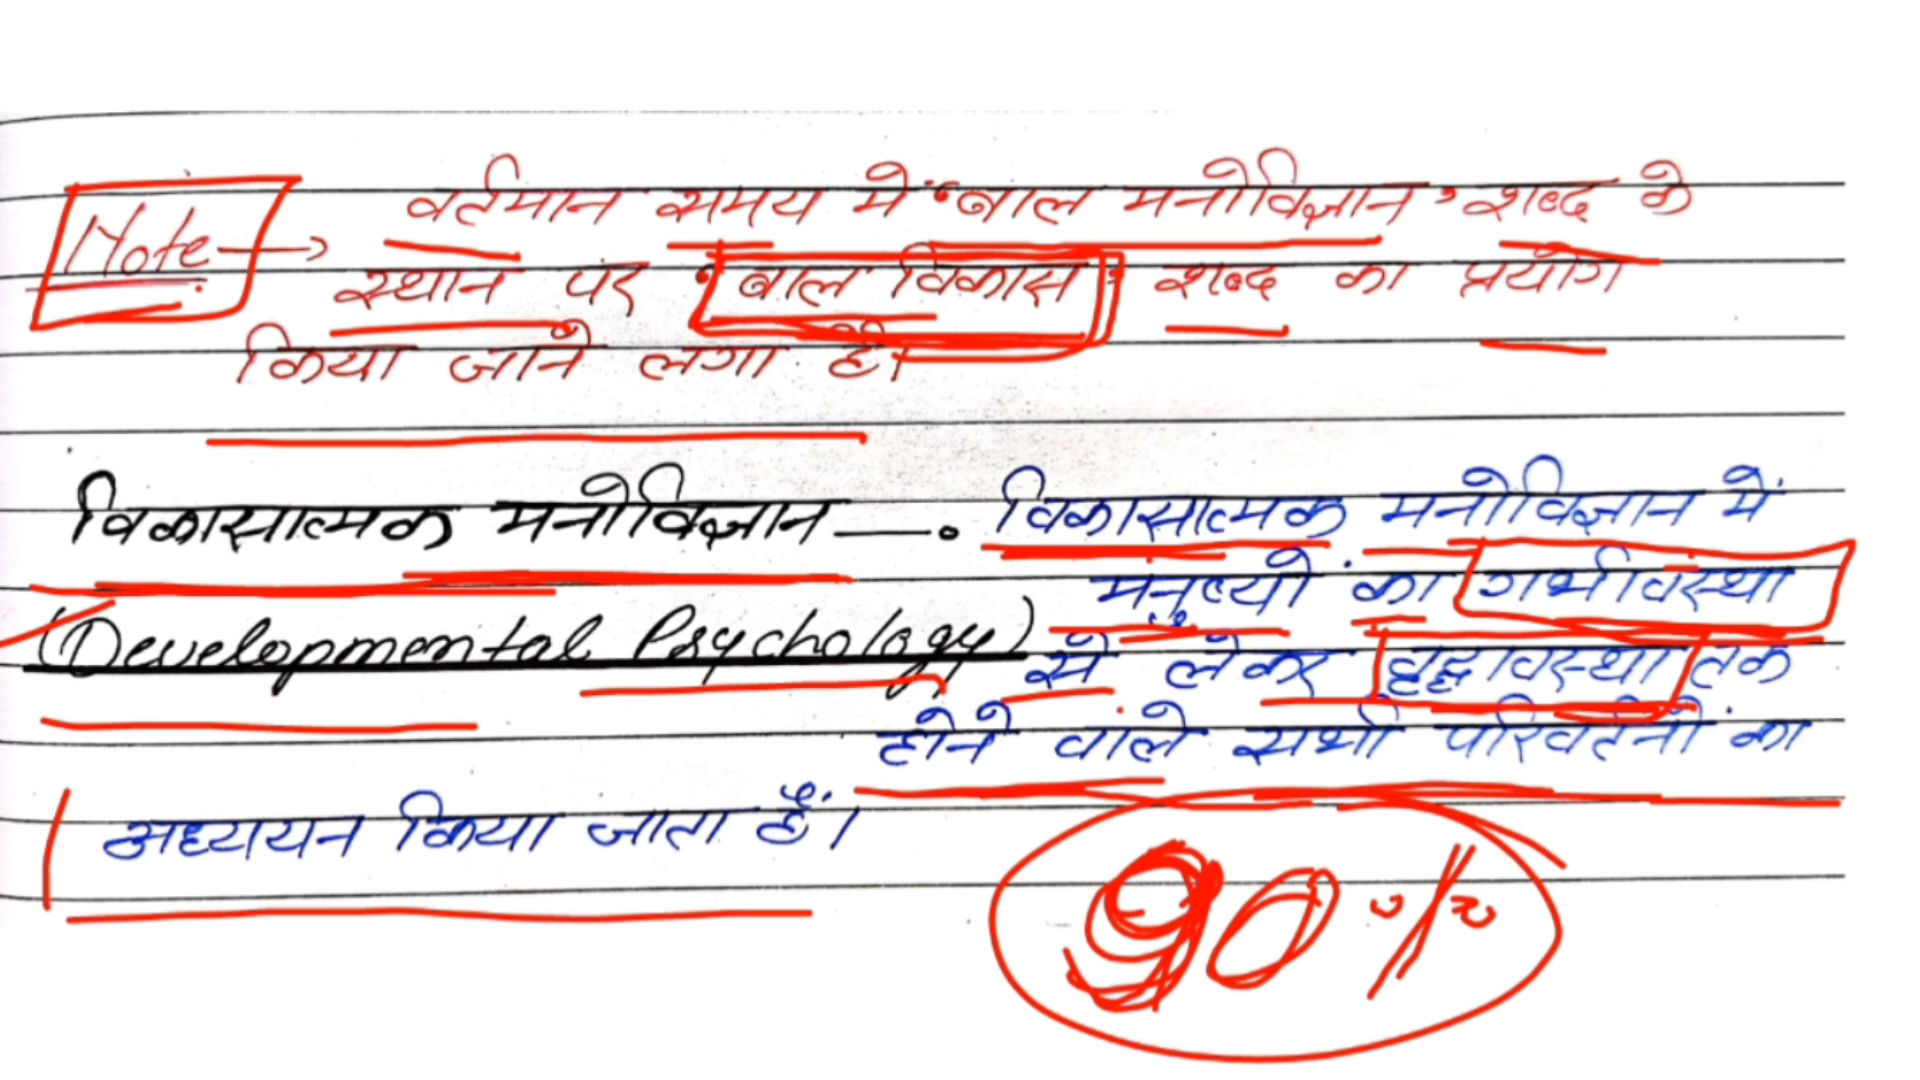 Note → वर्तमान समय में "बाल मनोविज्ञान" शब्द के
स्थान पर "बाल विकास" शब्द का प्रयोग
किया जाने लगा है।
विकासात्मक मनोविज्ञान —• विकासात्मक मनोविज्ञान में
(Developmental Psychology) मनुष्यों का गर्भावस्था
से लेकर वृद्धावस्था तक
होने वाले सभी परिवर्तनों का
अध्ययन किया जाता हैं।
90%